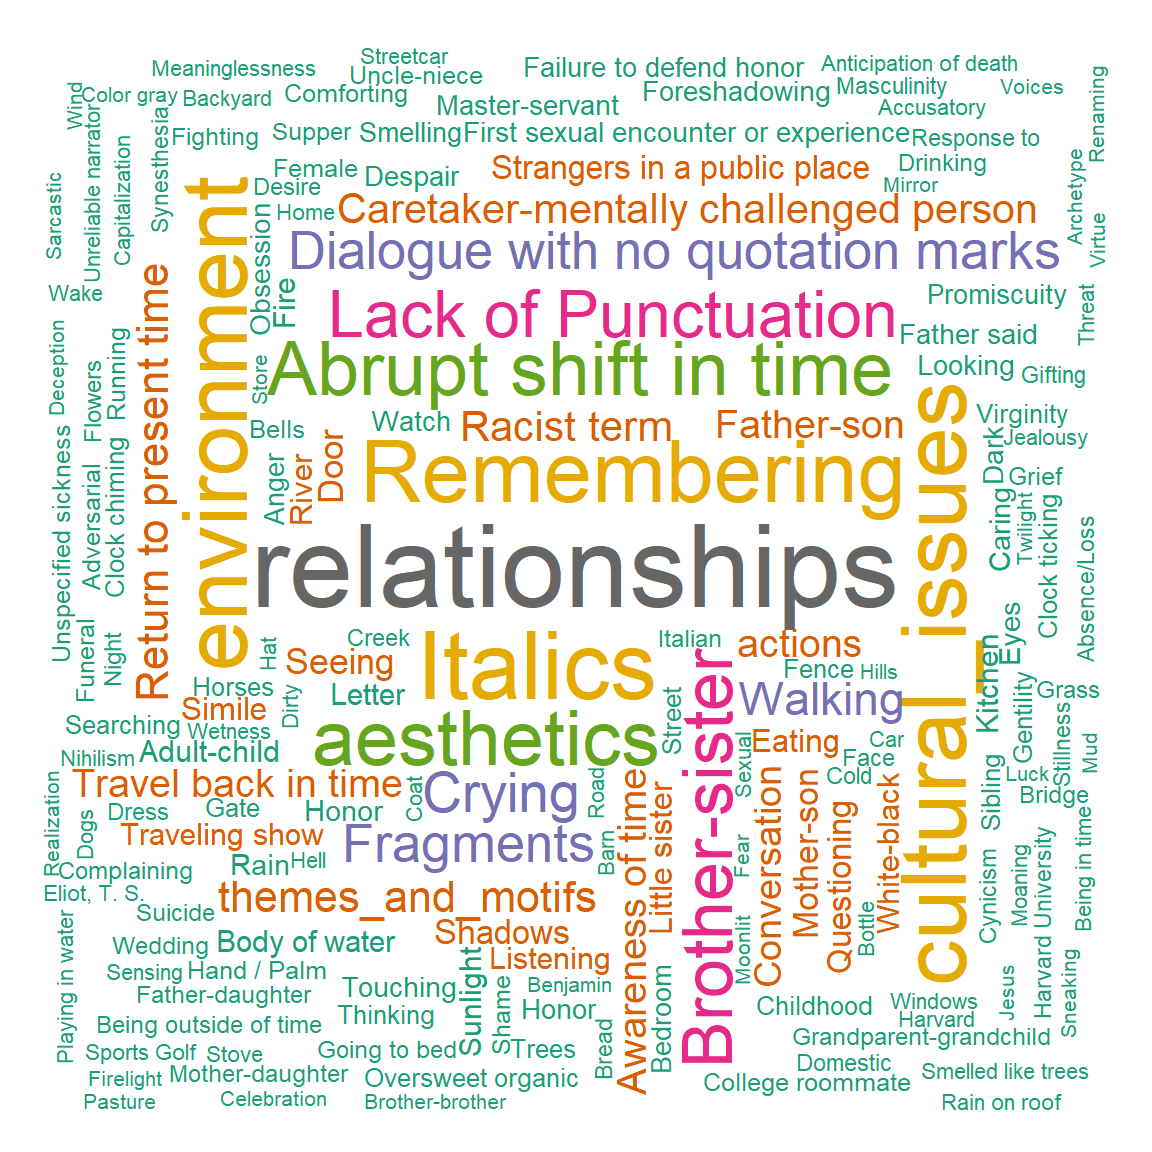 Streetcar
Meaninglessness
Uncle-niece
Failure to defend honor
Anticipation of death
Wind
Color gray
Backyard
Comforting
Master-servant
Foreshadowing
Masculinity
Voices
Accusatory
Renaming
Fighting
Supper
Smelling
First sexual encounter or experience
Response to
Synesthesia
Capitalization
Unreliable narrator
Sarcastic
Female
Desire
Despair
Strangers in a public place
Drinking
Mirror
Archetype
Virtue
Home
Caretaker-mentally challenged person
Dialogue with no quotation marks
environment
Obsession
Fire
Wake
Return to present time
Lack of Punctuation
Promiscuity
Threat
Father said
Abrupt shift in time
Looking
Gifting
Deception
Flowers
Running
Store
Bells
Watch
Racist term
Father-son
Virginity
Jealousy
Dark
Grief
cultural_issues
Unspecified sickness
Adversarial
Clock chiming
Anger
River
Door
Remembering
Caring
Twilight
Clock ticking
Absence/Loss
relationships
Funeral
Night
Hat
Creek
Italics
Italian
actions
Eyes
Kitchen
Seeing
Fence
Hills
Horses
Simile
Dirty
Letter
Brother-sister
Walking
Gentility
Grass
Searching
Wetness
aesthetics
Street
Nihilism
Adult-child
Eating
Car
Face
Stillness
Mud
Travel back in time
Coat
Crying
Road
Sexual
Cold
Luck
Bridge
Sibling
Realization
Dogs
Dress
Gate
Honor
Traveling show
Fragments
Awareness of time
Little sister
Conversation
Mother-son
Questioning
White-black
Complaining
Rain
Hell
Barn
Fear
Eliot, T. S.
themes_and_motifs
Suicide
Cynicism
Moaning
Harvard University
Being in time
Wedding
Body of water
Shadows
Listening
Moonlit
Bottle
Playing in water
Sensing
Hand / Palm
Sunlight
Benjamin
Father-daughter
Touching
Shame
Honor
Bedroom
Childhood
Windows
Harvard
Jesus
Sneaking
Being outside of time
Thinking
Grandparent-grandchild
Sports Golf
Stove
Going to bed
Trees
Bread
Domestic
Firelight
Mother-daughter
Oversweet organic
College roommate
Smelled like trees
Pasture
Celebration
Brother-brother
Rain on roof